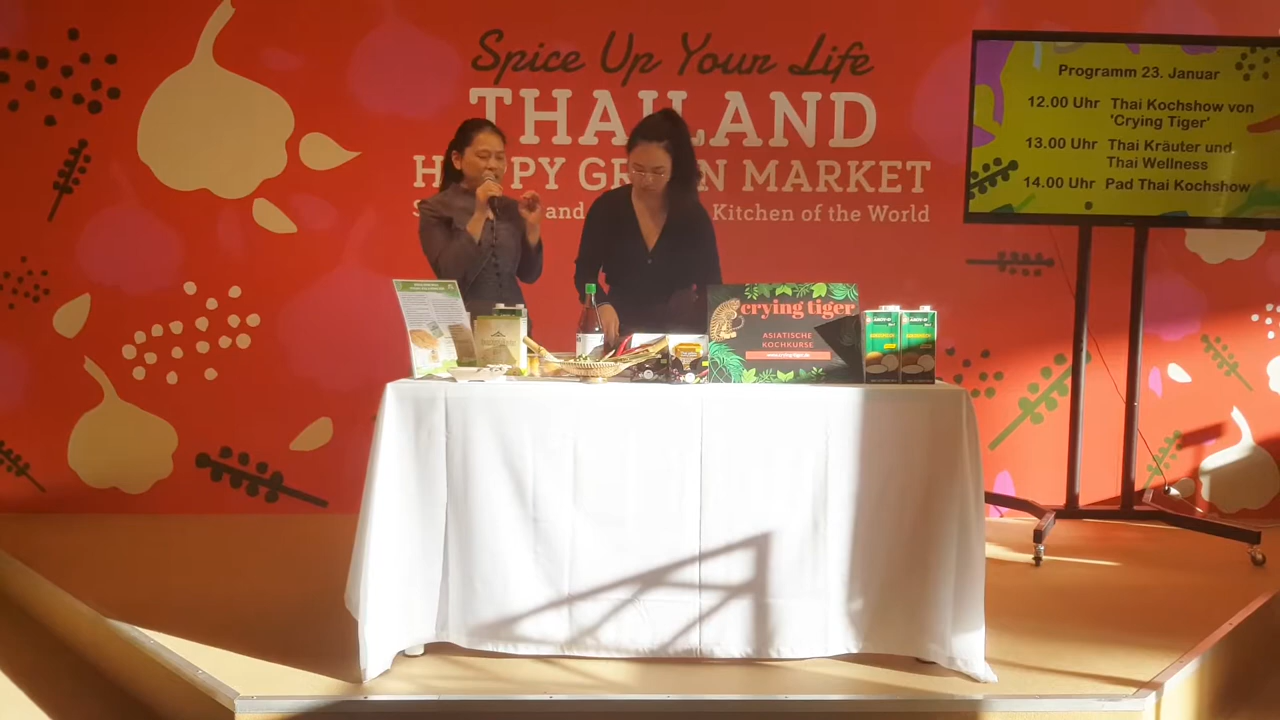 Spice Up Your Life
THAILAND
HAPPY GREEN MARKET
and
Kitchen of the World
Programm 23. Januar
12.00 Uhr Thai Kochshow von
'Crying Tiger'
13.00 Uhr Thai Kräuter und
Thai Wellness
14.00 Uhr Pad Thai Kochshow
crying tiger
ASIATISCHE
KOCHKURSE